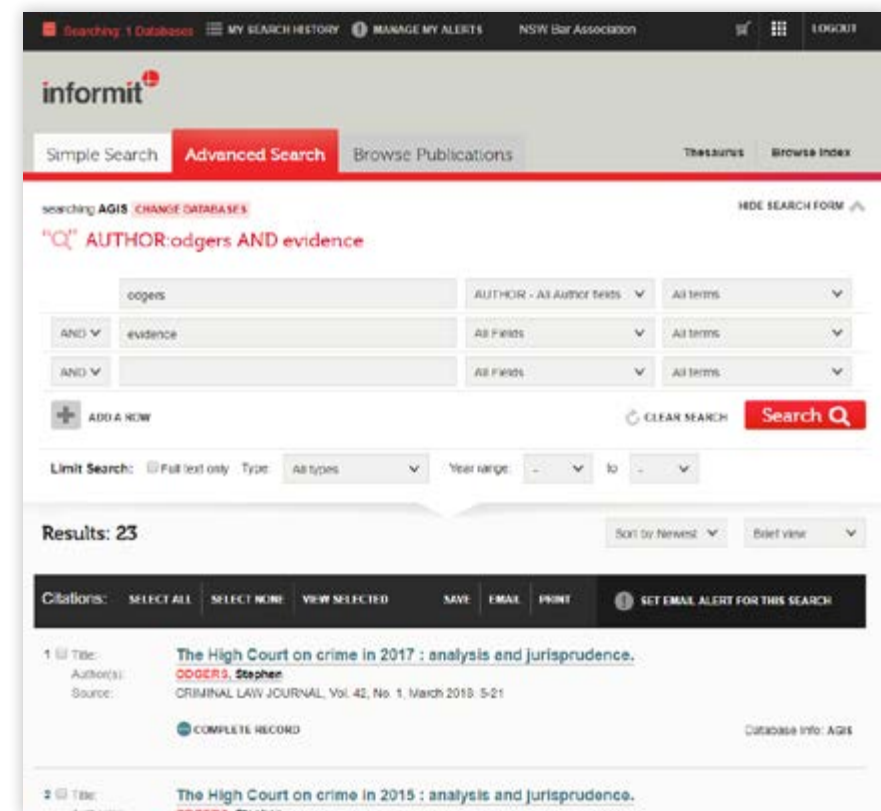 Searching: 1 Databases MY SEARCH HISTORY MANAGE MY ALERTS NSW Bar Association LOGOUT
informit
Simple Search Advanced Search Browse Publications Thesaurus Browse Index
searching AGIS CHANGE DATABASES HIDE SEARCH FORM
"Q" AUTHOR:odgers AND evidence
odgers AUTHOR - All Author fields All terms
AND evidence All Fields All terms
AND All Fields All terms
ADD A ROW CLEAR SEARCH Search
Limit Search: Full text only Type: All types Year range: - to -
Results: 23 Sort by Newest Brief view
Citations: SELECT ALL SELECT NONE VIEW SELECTED SAVE EMAIL PRINT SET EMAIL ALERT FOR THIS SEARCH
1 Title: The High Court on crime in 2017 : analysis and jurisprudence.
Author(s): ODGERS, Stephen
Source: CRIMINAL LAW JOURNAL, Vol. 42, No. 1, March 2018: 5-21
COMPLETE RECORD Database Info: AGIS
2 Title: The High Court on crime in 2015 : analysis and jurisprudence.